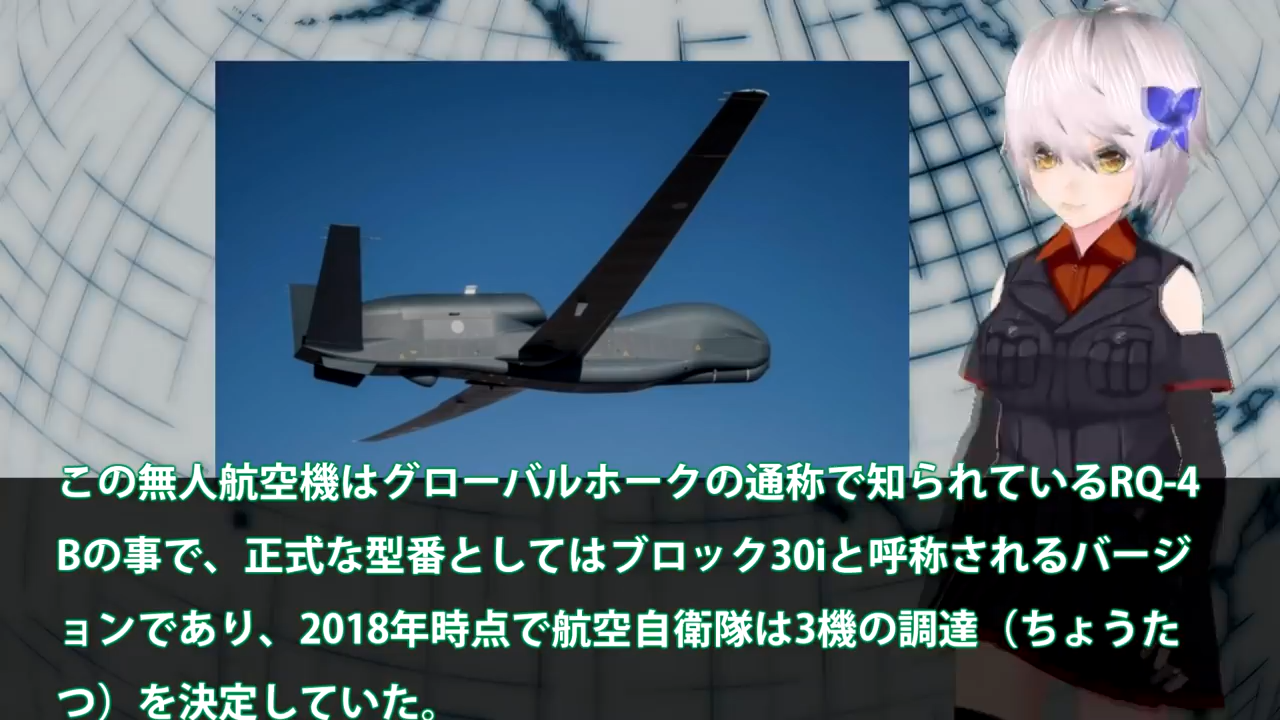 この無人航空機はグローバルホークの通称で知られているRQ-4
Bの事で、正式な型番としてはブロック30iと呼称されるバージ
ョンであり、2018年時点で航空自衛隊は3機の調達（ちょうた
つ）を決定していた。